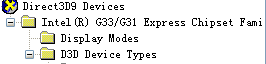 Direct3D9 Devices
Intel(R) G33/G31 Express Chipset Fami
Display Modes
D3D Device Types